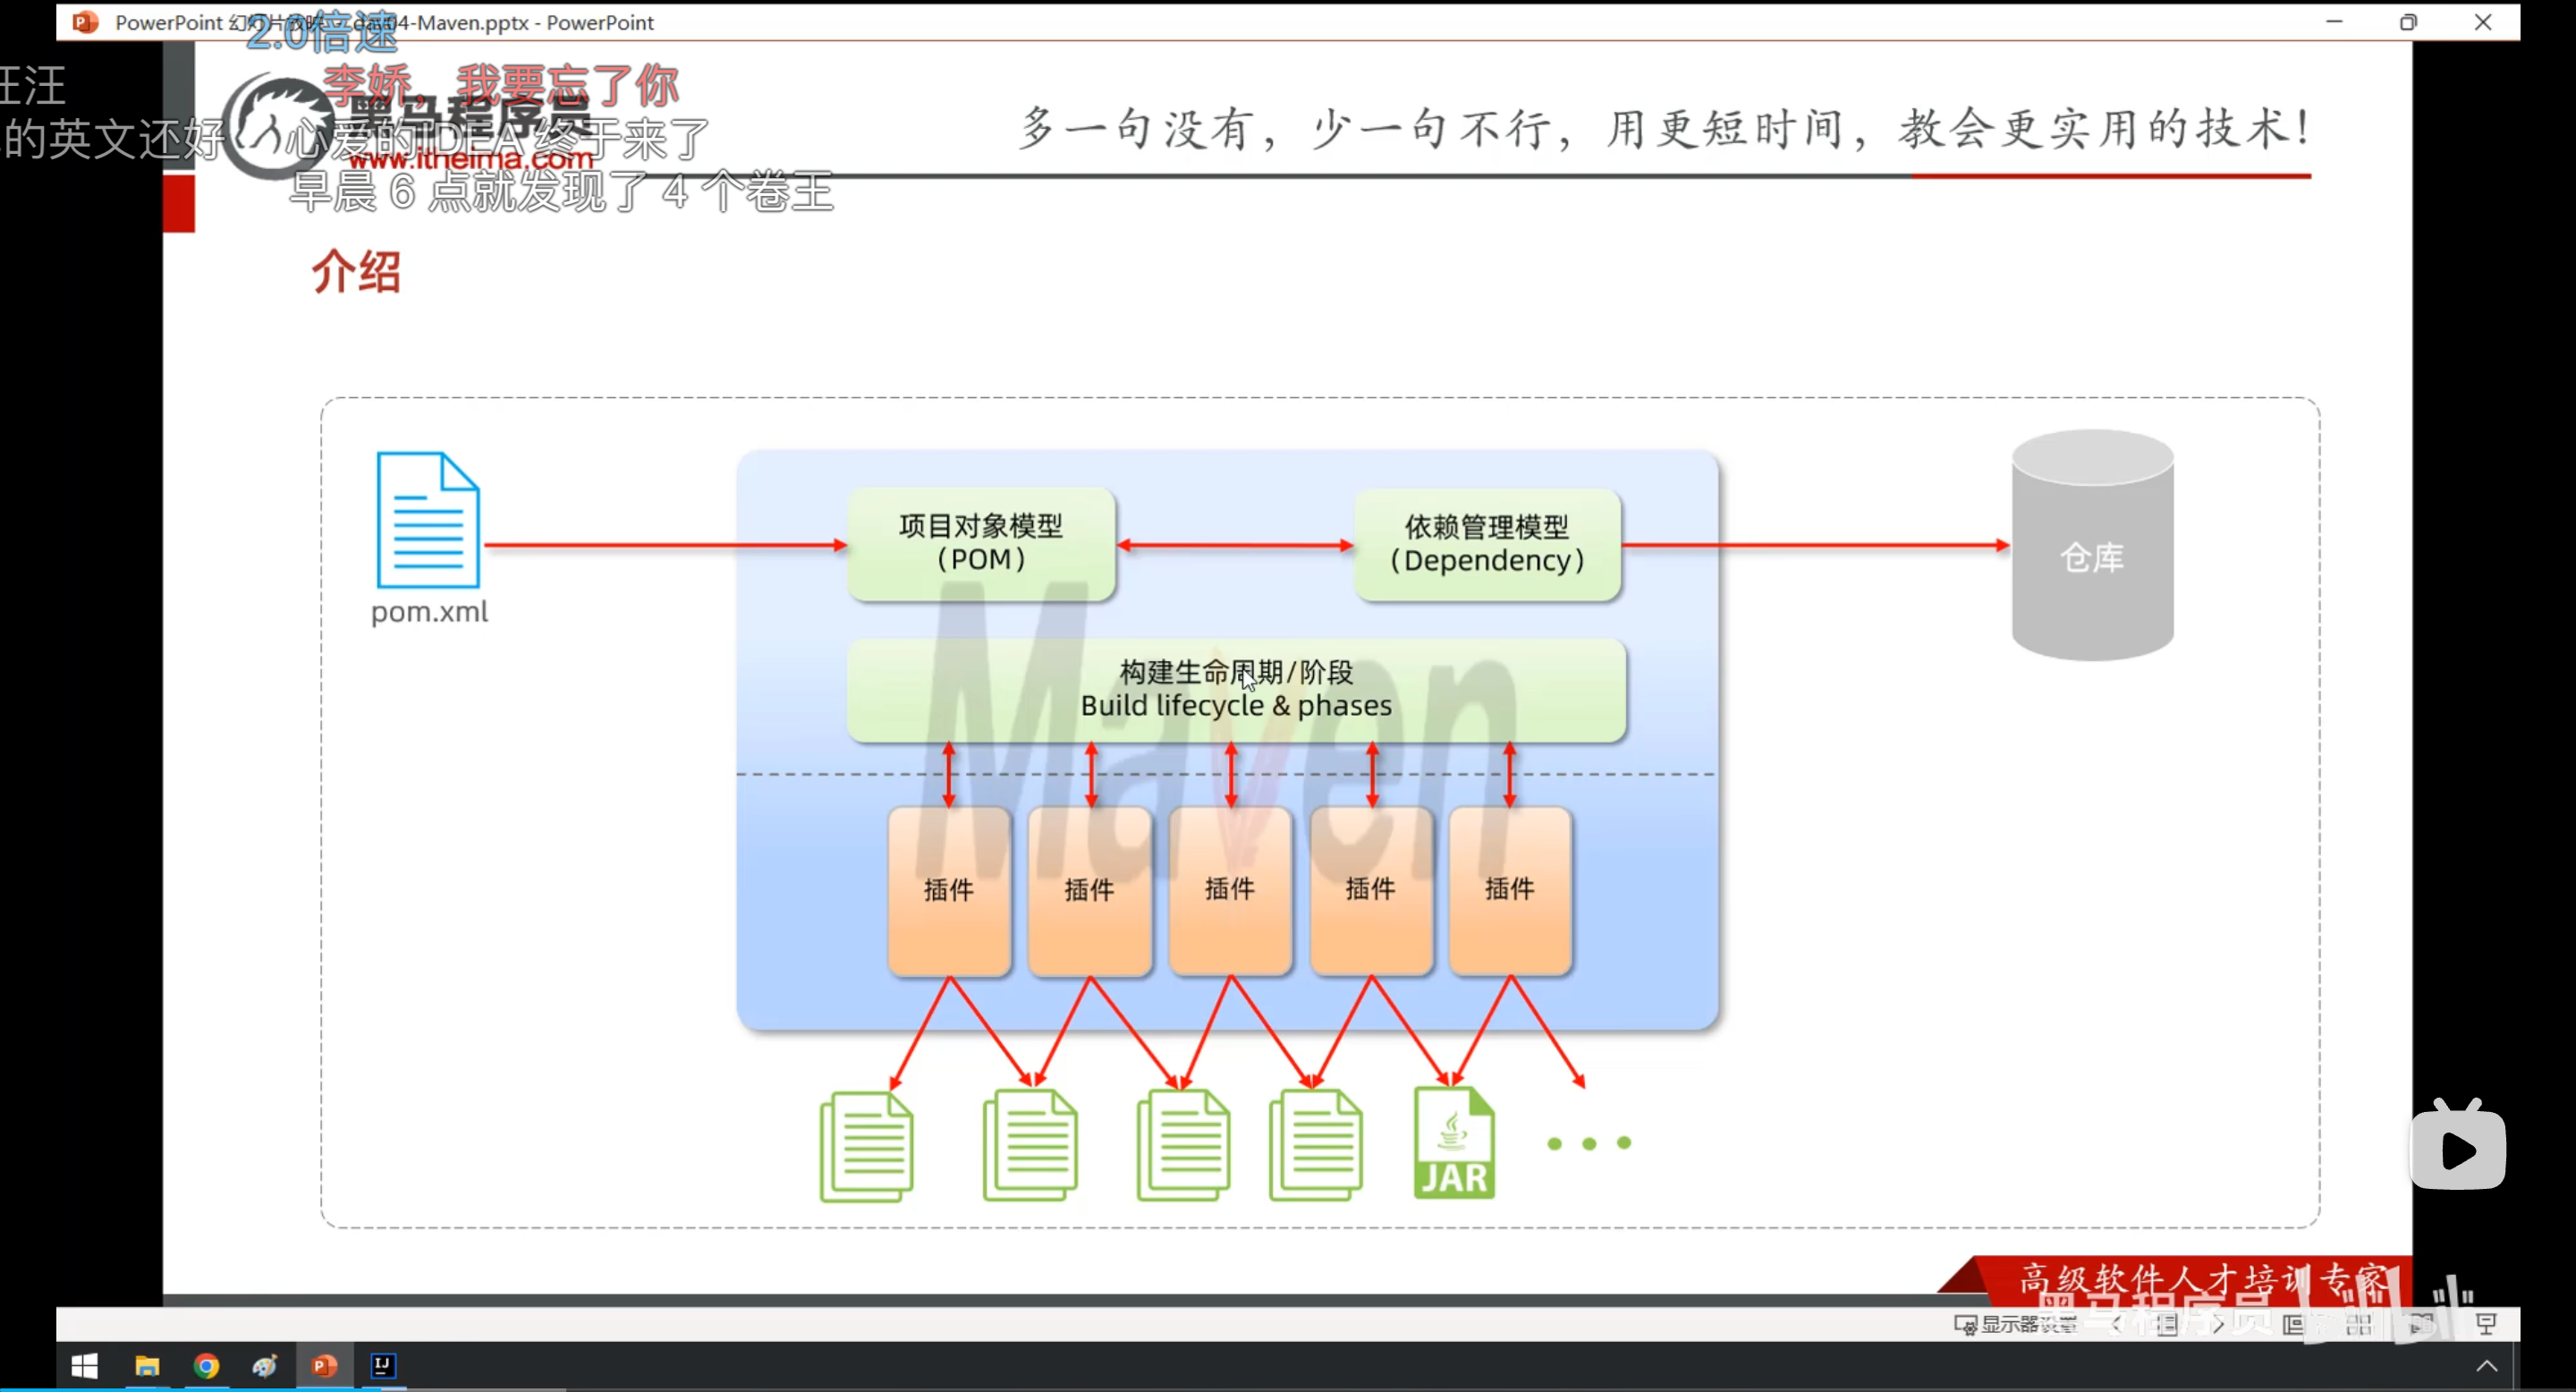 PowerPoint 幻灯片放映 - day04-Maven.pptx - PowerPoint
2.0倍速
李娇，我要忘了你
汪汪
的英文还好
心爱的IDEA 终于来了
黑马程序员
www.itheima.com
早晨 6 点就发现了 4 个卷王
多一句没有，少一句不行，用更短时间，教会更实用的技术！
介绍
pom.xml
项目对象模型
（POM）
依赖管理模型
（Dependency）
仓库
构建生命周期/阶段
Build lifecycle & phases
Maven
插件
插件
插件
插件
插件
JAR
高级软件人才培训专家
黑马程序员
显示器设置